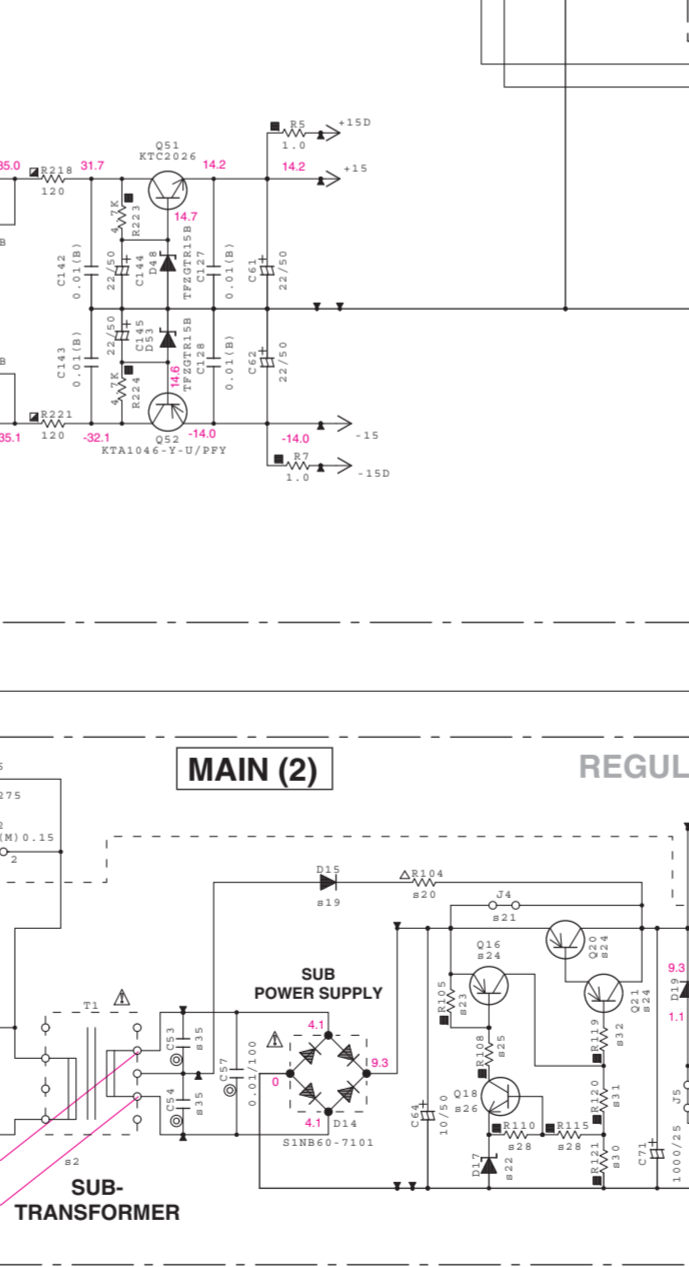 R5
+15D
1.0
Q51
KTC2026
35.0
R218
31.7
14.2
14.2
+15
120
4.7K
R223
14.7
C142
0.01(B)
22/50
C144
D48
TFZGTR15B
C127
0.01(B)
C61
22/50
C143
0.01(B)
22/50
C145
D53
TFZGTR15B
C128
0.01(B)
C62
22/50
B
B
4.7K
R224
14.6
R221
35.1
120
-32.1
Q52
-14.0
-14.0
-15
KTA1046-Y-U/PFY
R7
-15D
1.0
MAIN (2)
REGUL
275
(M)0.15
2
D15
s19
R104
s20
J4
s21
Q16
s24
Q20
s24
Q21
s24
SUB
POWER SUPPLY
9.3
D19
1.1
T1
R105
s23
C53
s35
4.1
R119
s32
C57
0.01/100
R108
s25
0
9.3
C54
s35
Q18
s26
R120
s31
J5
C64
10/50
4.1
D14
S1NB60-7101
R110
s28
R115
s28
D17
s22
R121
s30
C71
1000/25
s2
SUB-
TRANSFORMER